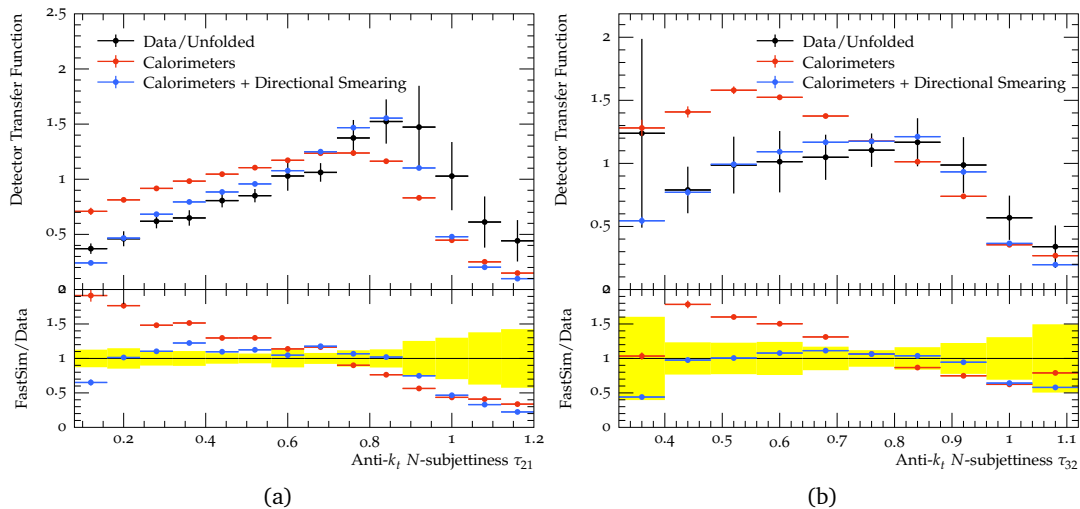 Data/Unfolded
Calorimeters
Calorimeters + Directional Smearing
Detector Transfer Function
0
0.5
1
1.5
2
2.5
FastSim/Data
0
0.5
1
1.5
2
0.2
0.4
0.6
0.8
1
1.2
Anti-k_t N-subjettiness τ_21
(a)
Data/Unfolded
Calorimeters
Calorimeters + Directional Smearing
Detector Transfer Function
0.5
1
1.5
2
FastSim/Data
0
0.5
1
1.5
2
0.4
0.5
0.6
0.7
0.8
0.9
1
1.1
Anti-k_t N-subjettiness τ_32
(b)